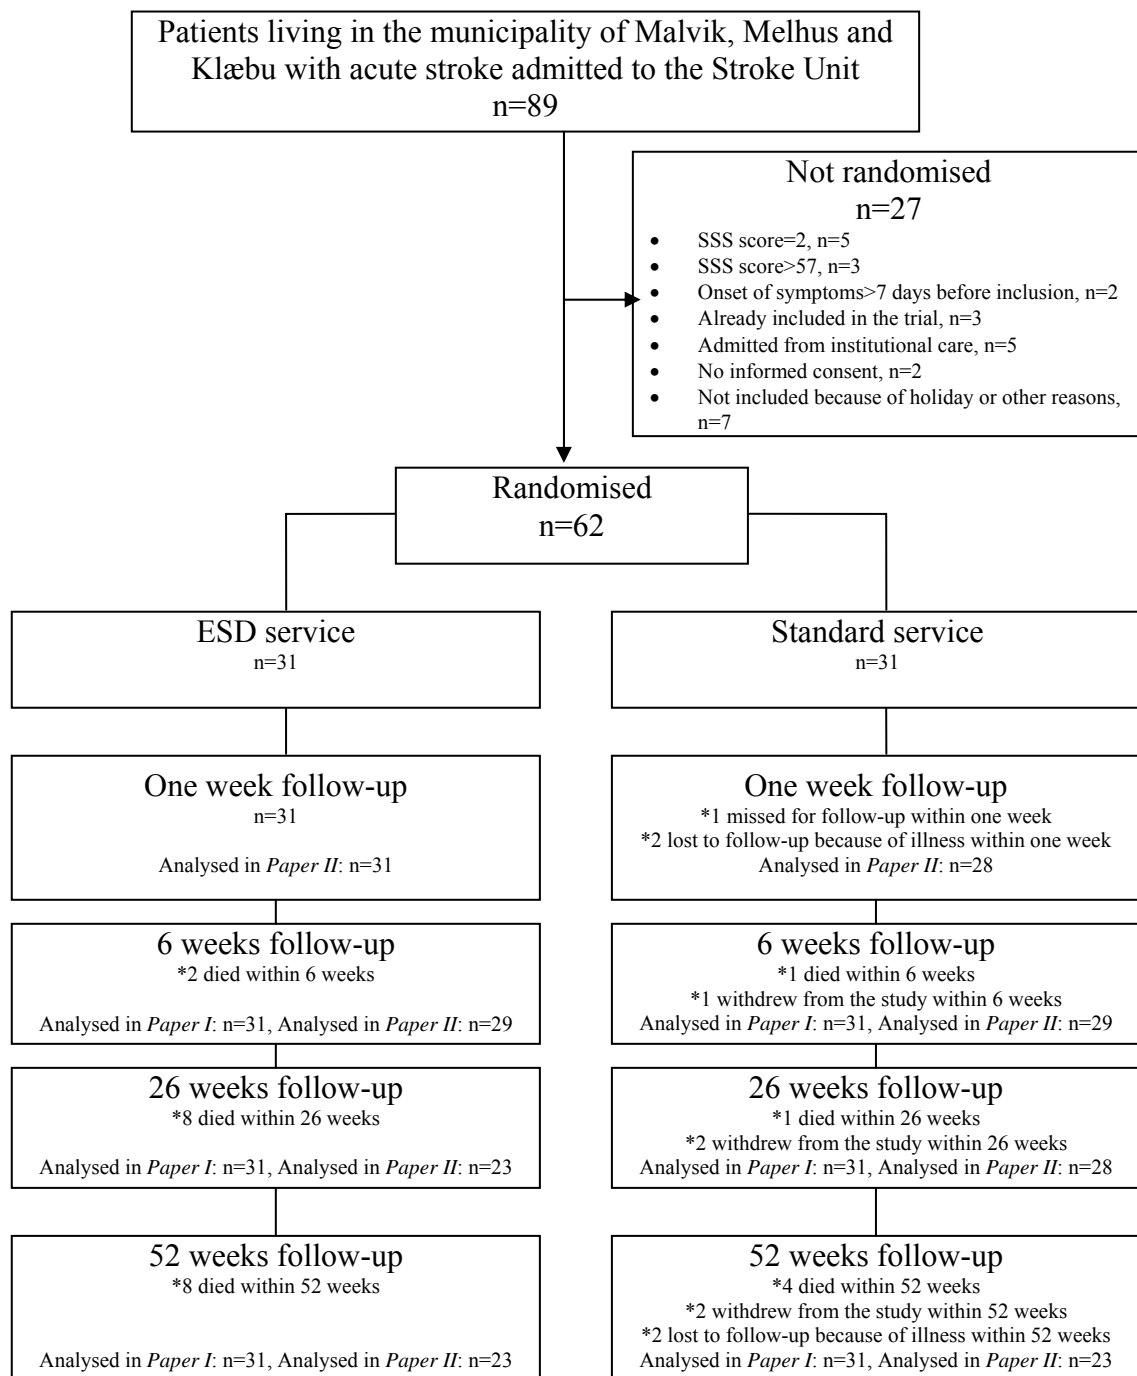 Patients living in the municipality of Malvik, Melhus and
Klæbu with acute stroke admitted to the Stroke Unit
n=89
Not randomised
n=27
• SSS score=2, n=5
• SSS score>57, n=3
• Onset of symptoms>7 days before inclusion, n=2
• Already included in the trial, n=3
• Admitted from institutional care, n=5
• No informed consent, n=2
• Not included because of holiday or other reasons,
n=7
Randomised
n=62
ESD service
n=31
Standard service
n=31
One week follow-up
n=31
Analysed in Paper II: n=31
One week follow-up
*1 missed for follow-up within one week
*2 lost to follow-up because of illness within one week
Analysed in Paper II: n=28
6 weeks follow-up
*2 died within 6 weeks
Analysed in Paper I: n=31, Analysed in Paper II: n=29
6 weeks follow-up
*1 died within 6 weeks
*1 withdrew from the study within 6 weeks
Analysed in Paper I: n=31, Analysed in Paper II: n=29
26 weeks follow-up
*8 died within 26 weeks
Analysed in Paper I: n=31, Analysed in Paper II: n=23
26 weeks follow-up
*1 died within 26 weeks
*2 withdrew from the study within 26 weeks
Analysed in Paper I: n=31, Analysed in Paper II: n=28
52 weeks follow-up
*8 died within 52 weeks
Analysed in Paper I: n=31, Analysed in Paper II: n=23
52 weeks follow-up
*4 died within 52 weeks
*2 withdrew from the study within 52 weeks
*2 lost to follow-up because of illness within 52 weeks
Analysed in Paper I: n=31, Analysed in Paper II: n=23